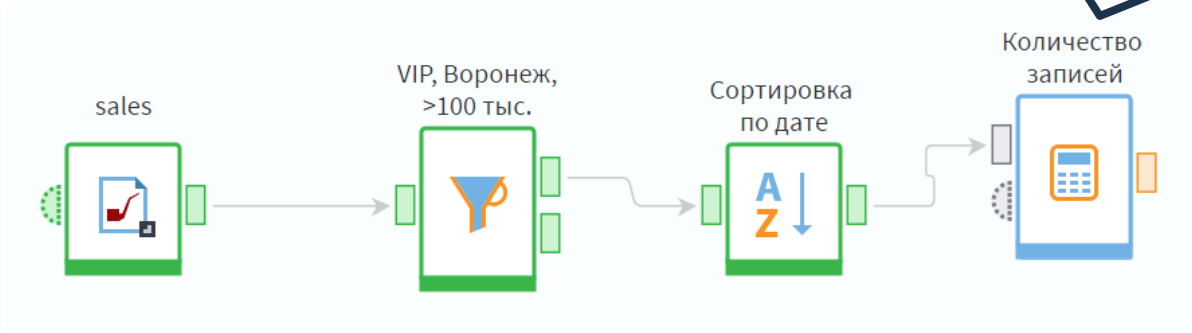 sales
VIP, Воронеж,
>100 тыс.
Сортировка
по дате
A
Z
Количество
записей